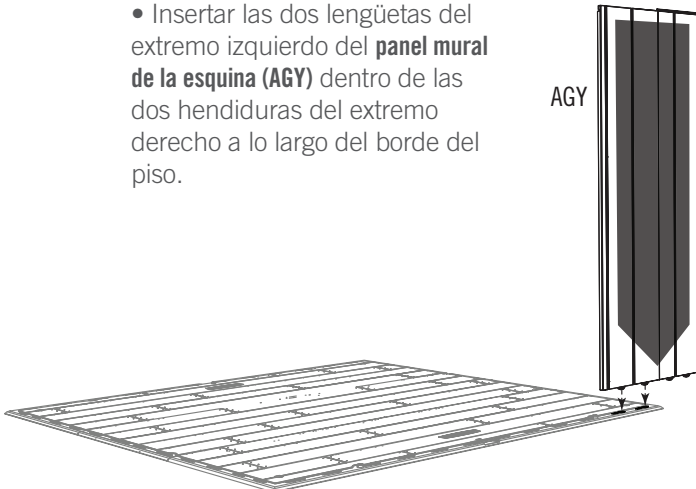 • Insertar las dos lengüetas del
extremo izquierdo del panel mural
de la esquina (AGY) dentro de las
dos hendiduras del extremo
derecho a lo largo del borde del
piso.
AGY